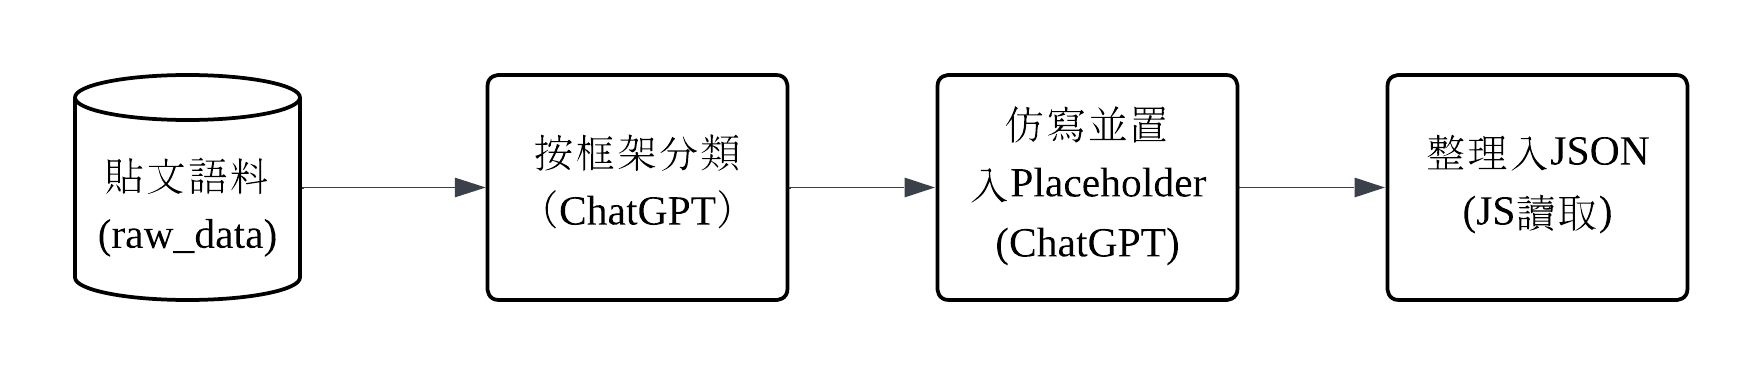 貼文語料
(raw_data)
按框架分類
（ChatGPT）
仿寫並置
入Placeholder
(ChatGPT)
整理入JSON
(JS讀取)